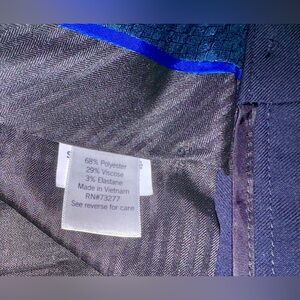 68% Polyester
29% Viscose
3% Elastane
Made in Vietnam
RN#73277
See reverse for care